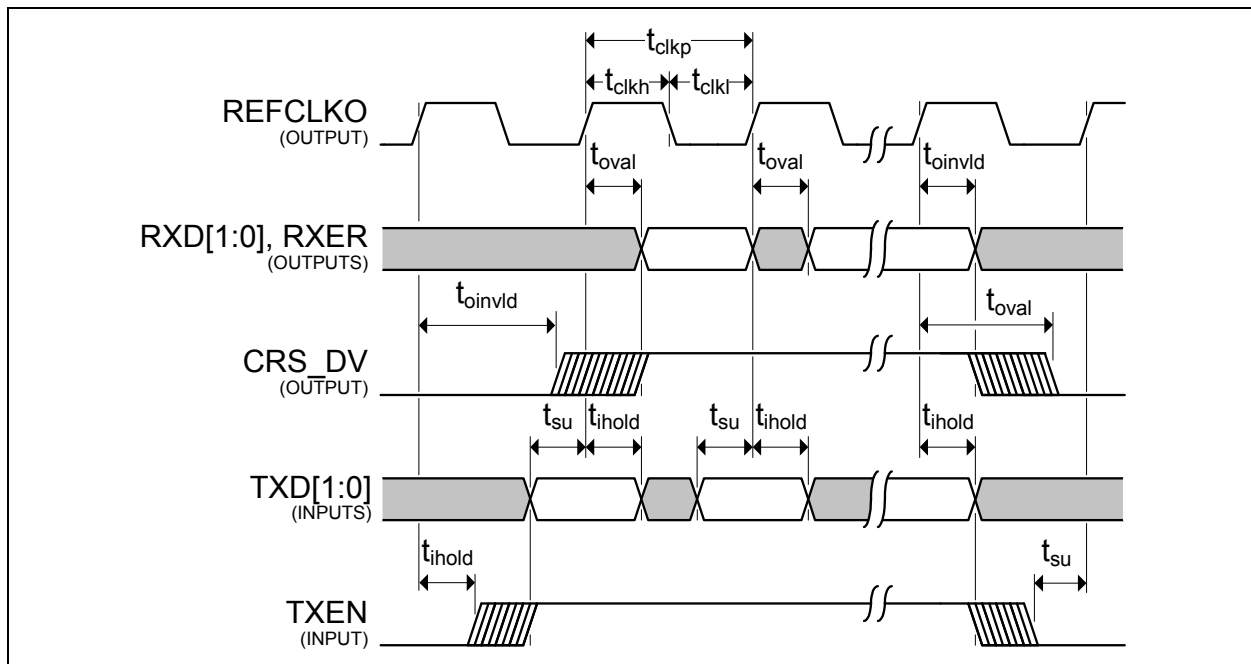 tclkp
tclkh tclkl
REFCLKO
(OUTPUT)
toval toval toinvld
RXD[1:0], RXER
(OUTPUTS)
toinvld toval
CRS_DV
(OUTPUT)
tsu tihold tsu tihold tihold
TXD[1:0]
(INPUTS)
tihold tsu
TXEN
(INPUT)